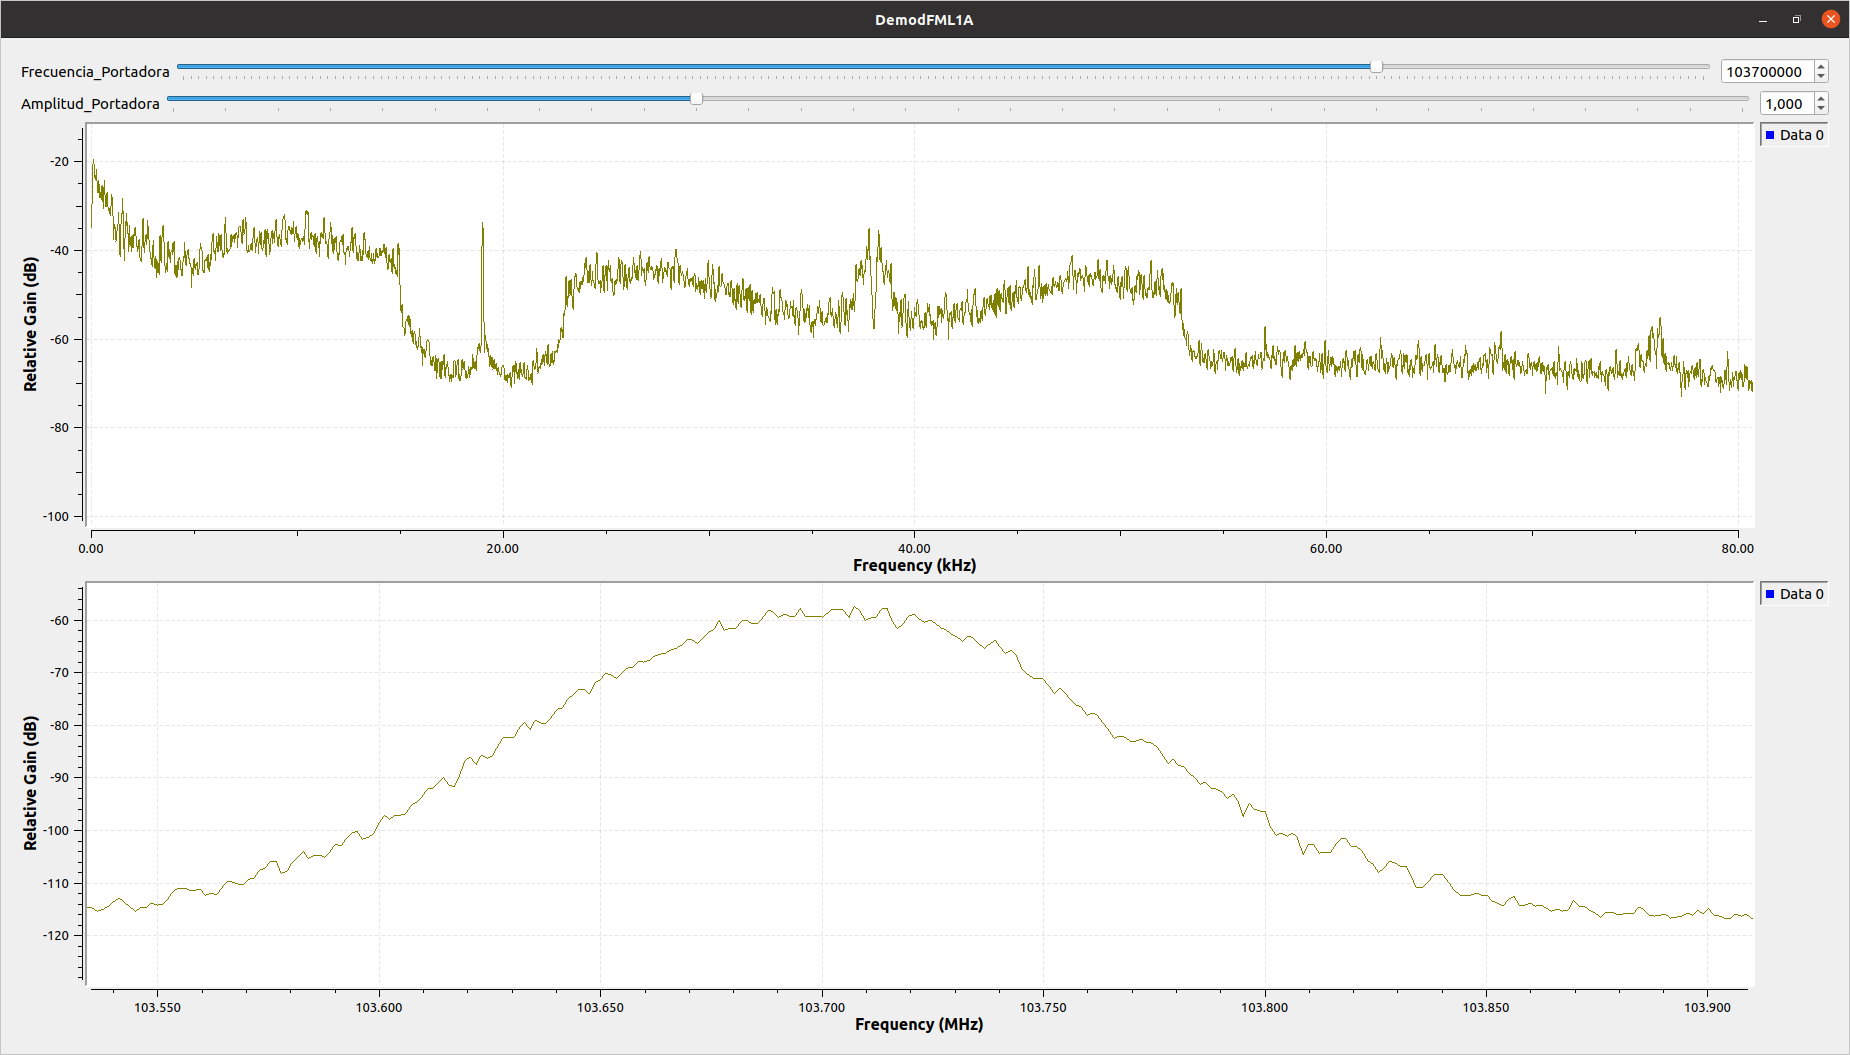 DemodFML1A
Frecuencia_Portadora 103700000
Amplitud_Portadora 1,000
Data 0
-20
-40
-60
-80
-100
Relative Gain (dB)
0.00 20.00 40.00 60.00 80.00
Frequency (kHz)
Data 0
-60
-70
-80
-90
-100
-110
-120
Relative Gain (dB)
103.550 103.600 103.650 103.700 103.750 103.800 103.850 103.900
Frequency (MHz)